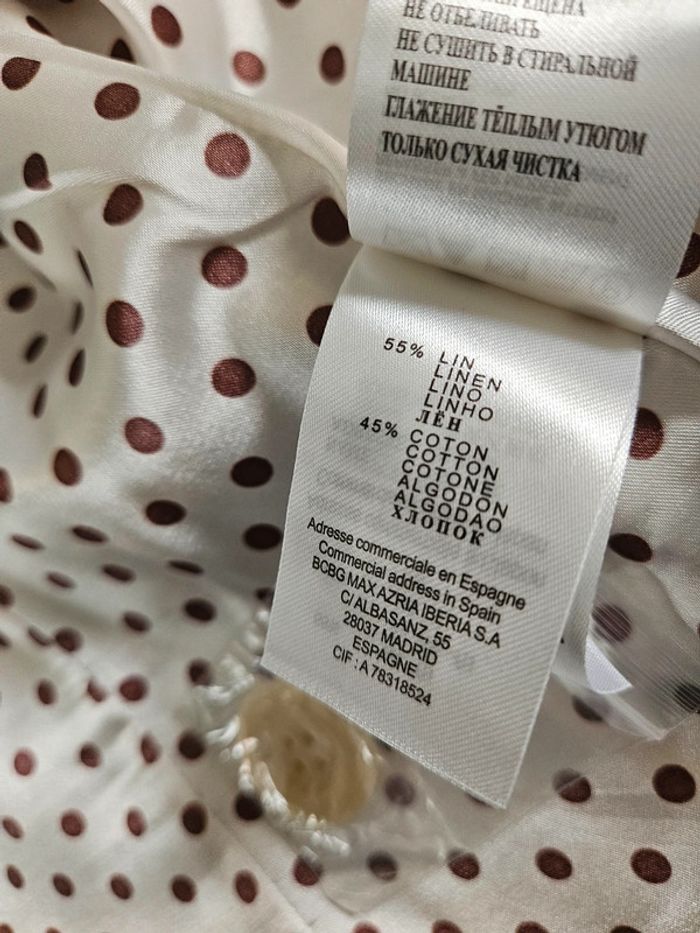 НЕ ОТБЕЛИВАТЬ
НЕ СУШИТЬ В СТИРАЛЬНОЙ
МАШИНЕ
ГЛАЖЕНИЕ ТЁПЛЫМ УТЮГОМ
ТОЛЬКО СУХАЯ ЧИСТКА
55% LIN
LINEN
LINO
LINHO
ЛЁН
45% COTON
COTTON
COTONE
ALGODON
ALGODAO
ХЛОПОК
Adresse commerciale en Espagne
Commercial address in Spain
BCBG MAX AZRIA IBERIA S.A
C/ ALBASANZ, 55
28037 MADRID
ESPAGNE
CIF : A 78318524